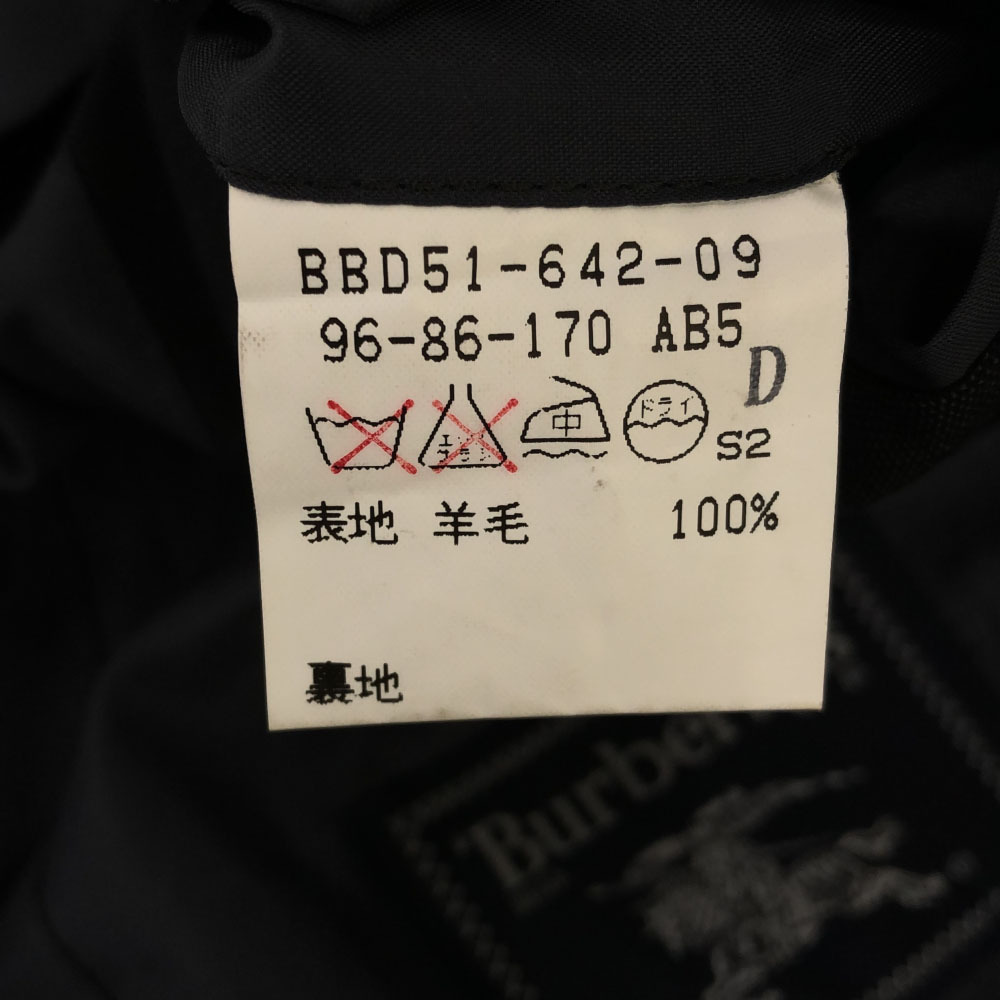 BBD51-642-09
96-86-170 AB5
D
中 ドライ
S2
表地 羊毛 100%
裏地
Burber